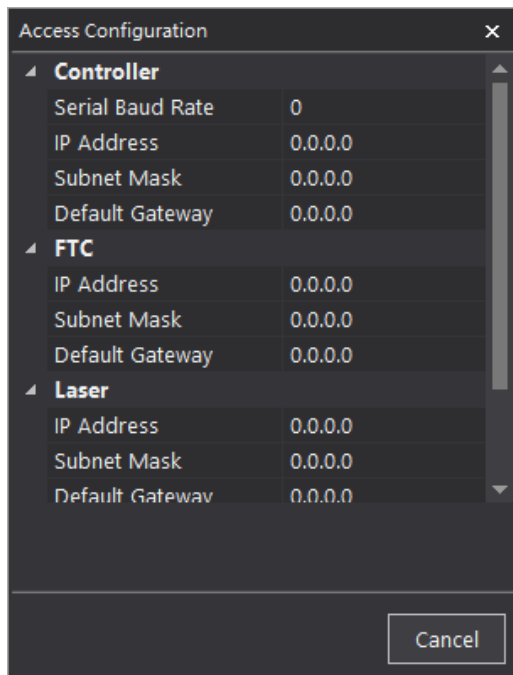 Access Configuration
Controller
Serial Baud Rate 0
IP Address 0.0.0.0
Subnet Mask 0.0.0.0
Default Gateway 0.0.0.0
FTC
IP Address 0.0.0.0
Subnet Mask 0.0.0.0
Default Gateway 0.0.0.0
Laser
IP Address 0.0.0.0
Subnet Mask 0.0.0.0
Default Gateway 0.0.0.0
Cancel